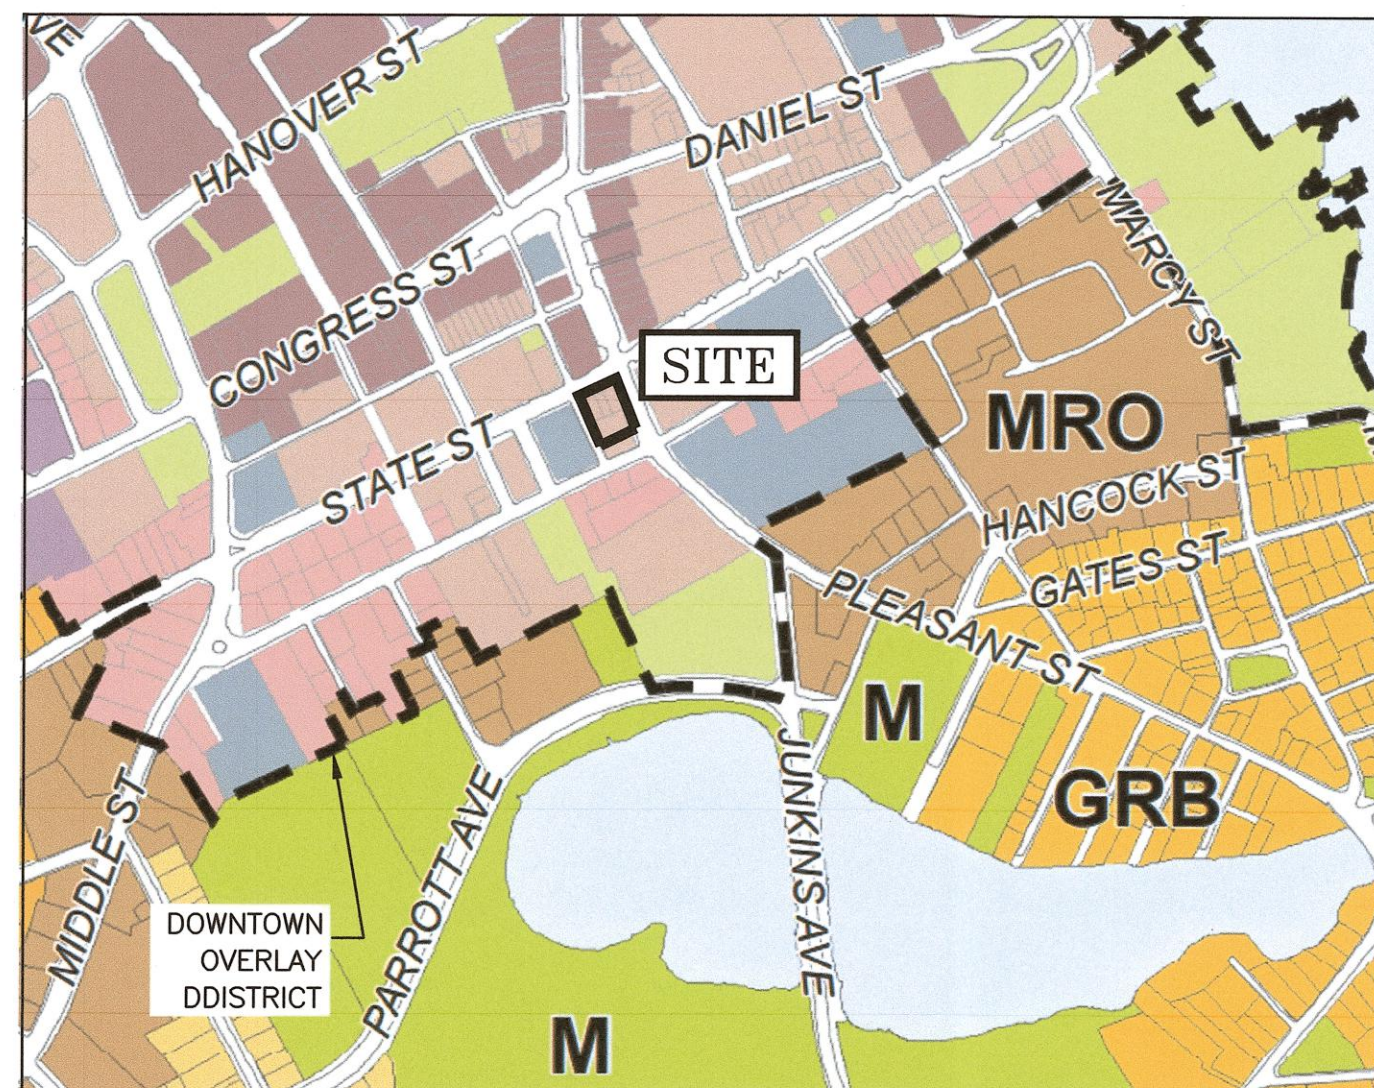 VE
HANOVER ST
DANIEL ST
MARCY ST
CONGRESS ST
SITE
STATE ST
MRO
HANCOCK ST
GATES ST
PLEASANT ST
M
GRB
JUNKINS AVE
MIDDLE ST
PARROTT AVE
DOWNTOWN
OVERLAY
DDISTRICT
M